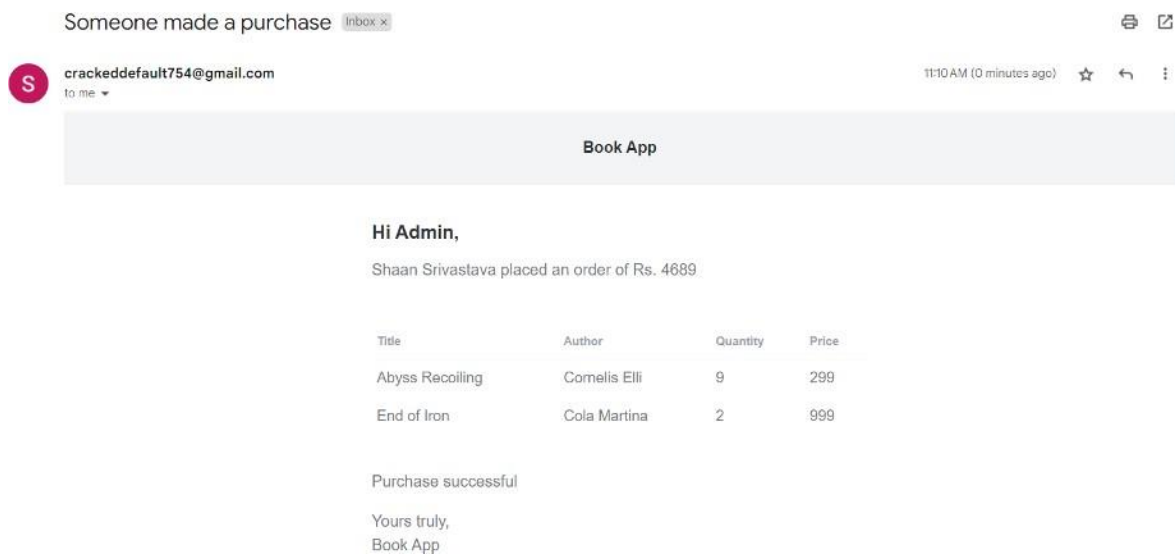 Someone made a purchase Inbox ×
S
crackeddefault754@gmail.com 11:10 AM (0 minutes ago)
to me
Book App
Hi Admin,
Shaan Srivastava placed an order of Rs. 4689
Title Author Quantity Price
Abyss Recoiling Cornelis Elli 9 299
End of Iron Cola Martina 2 999
Purchase successful
Yours truly,
Book App